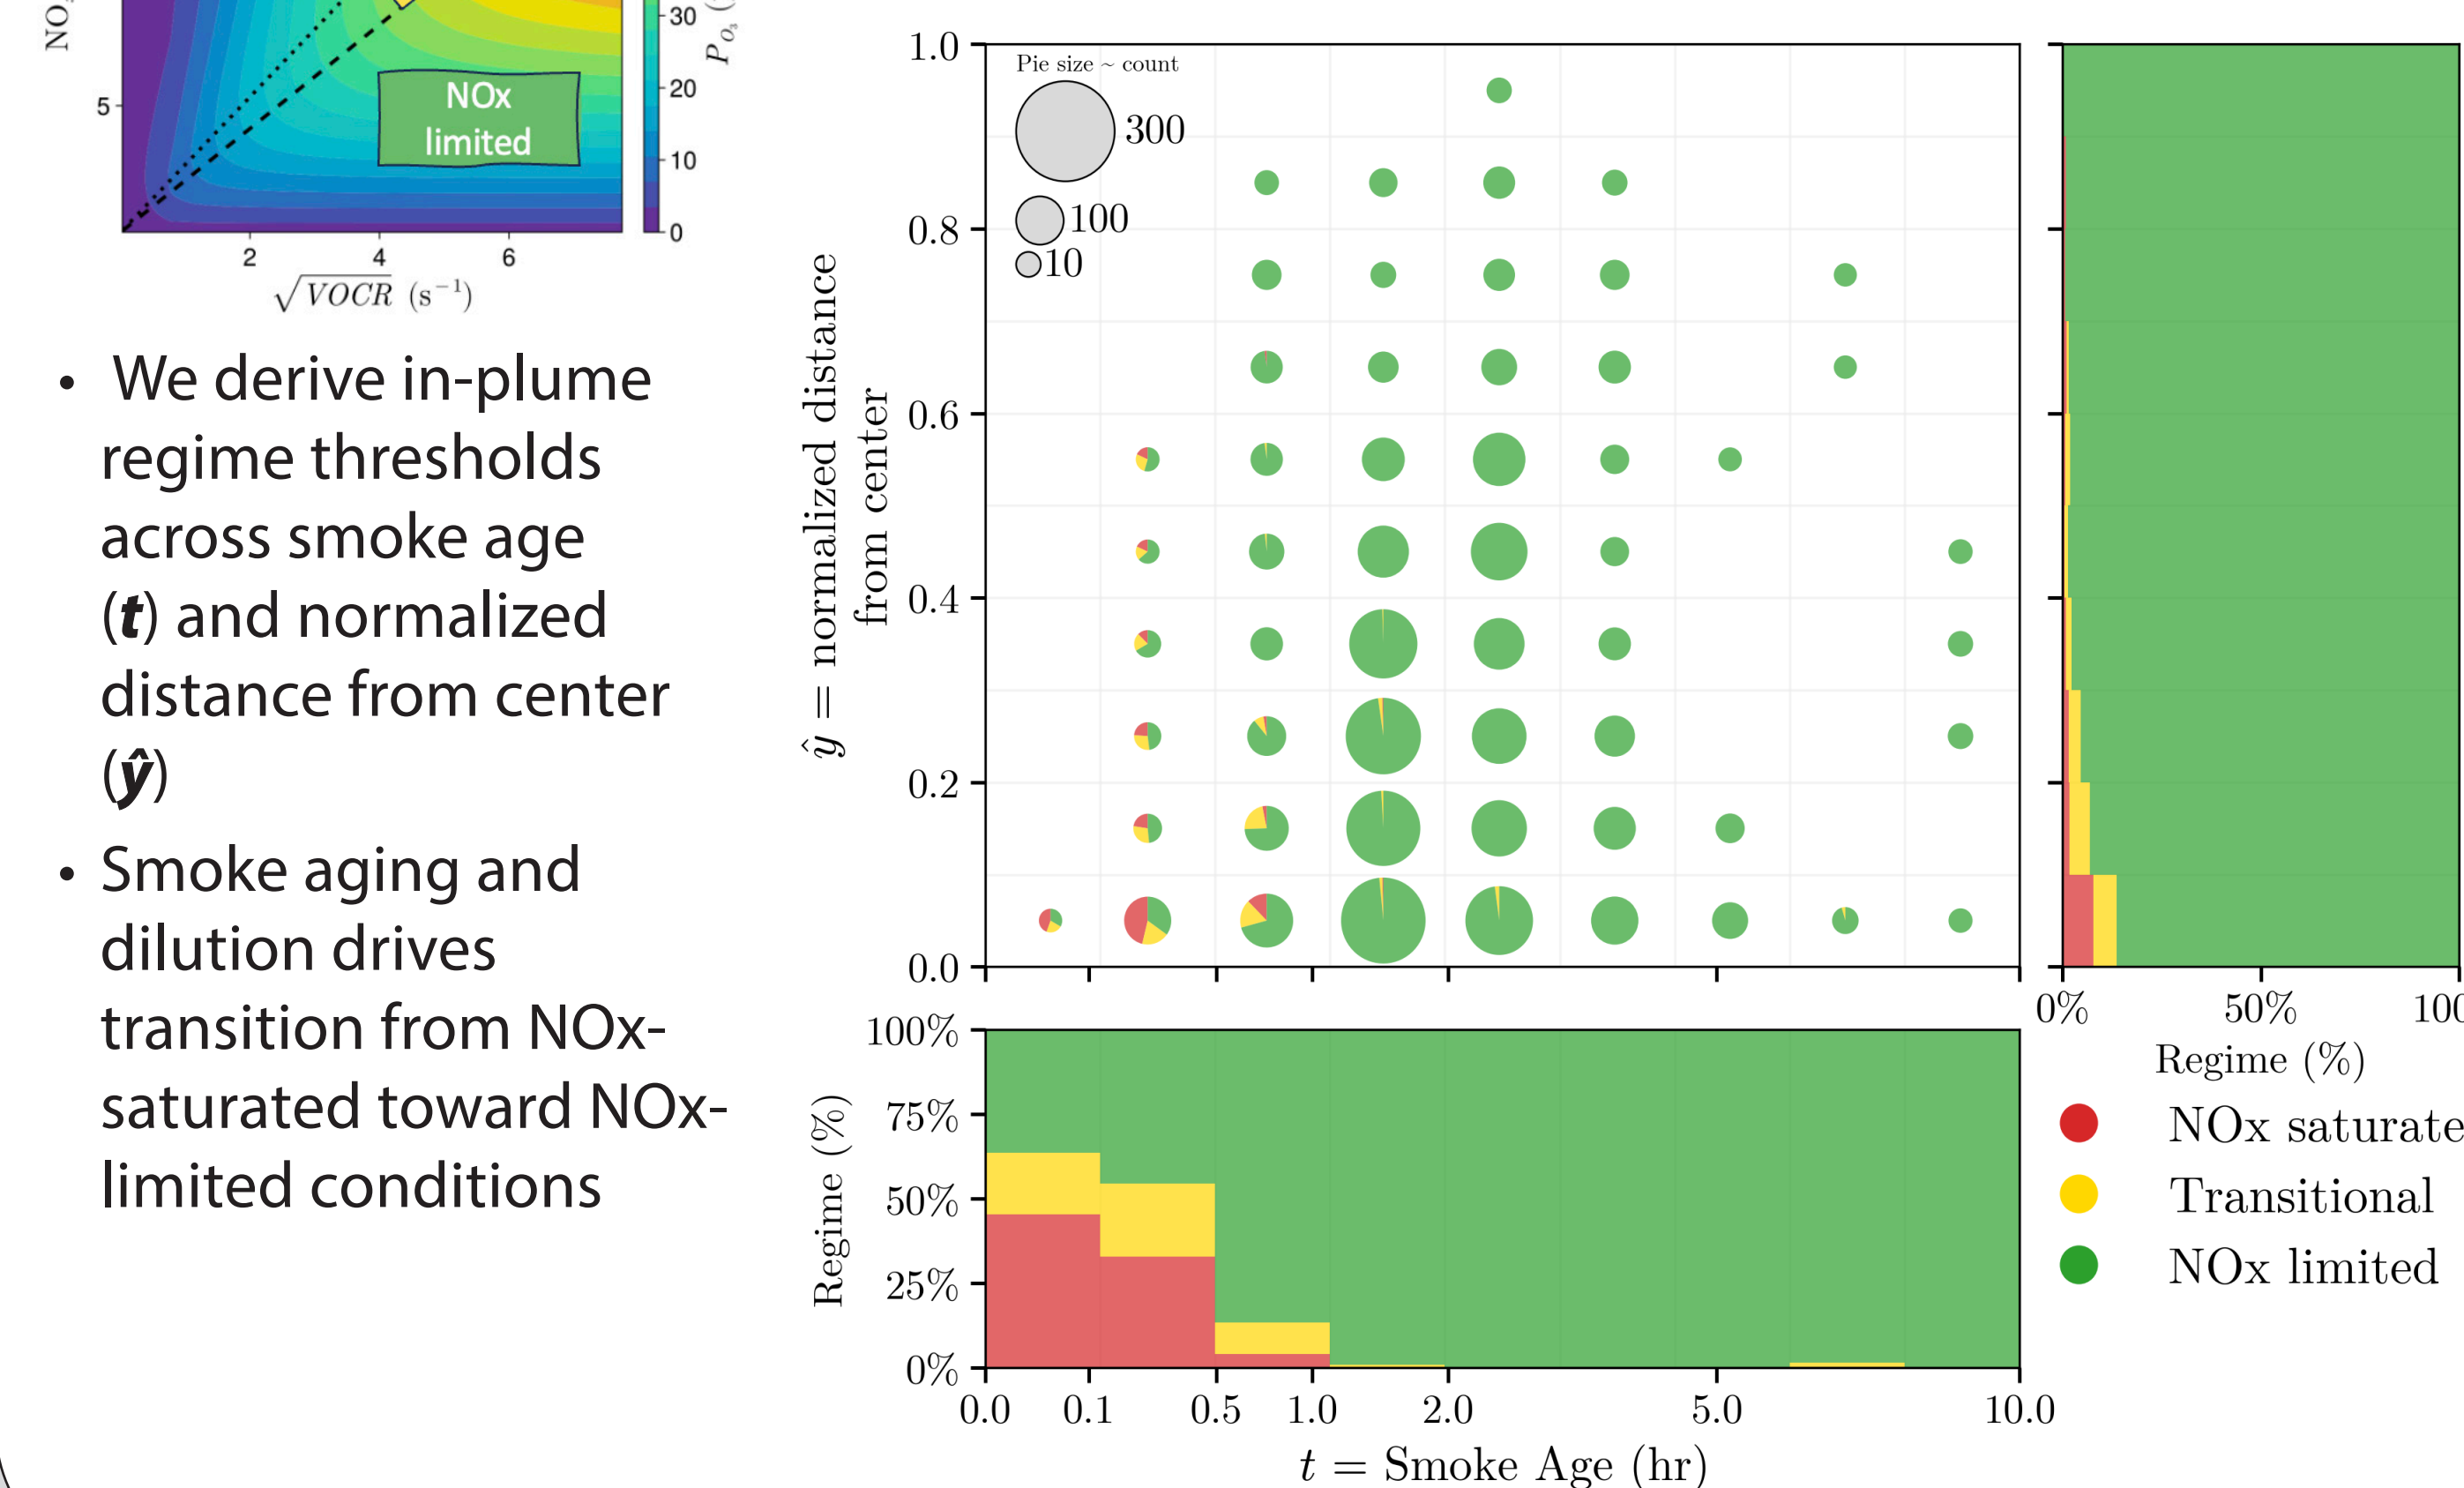 5
NOx
limited
30
20
10
0
2
4
6
√VOCR (s⁻¹)
• We derive in-plume
regime thresholds
across smoke age
(t) and normalized
distance from center
(ŷ)
• Smoke aging and
dilution drives
transition from NOx-
saturated toward NOx-
limited conditions
Pie size ~ count
300
100
10
1.0
0.8
0.6
0.4
0.2
0.0
ŷ = normalized distance
from center
100%
75%
50%
25%
0%
Regime (%)
0.0
0.1
0.5
1.0
2.0
5.0
10.0
t = Smoke Age (hr)
0%
50%
Regime (%)
NOx saturate
Transitional
NOx limited